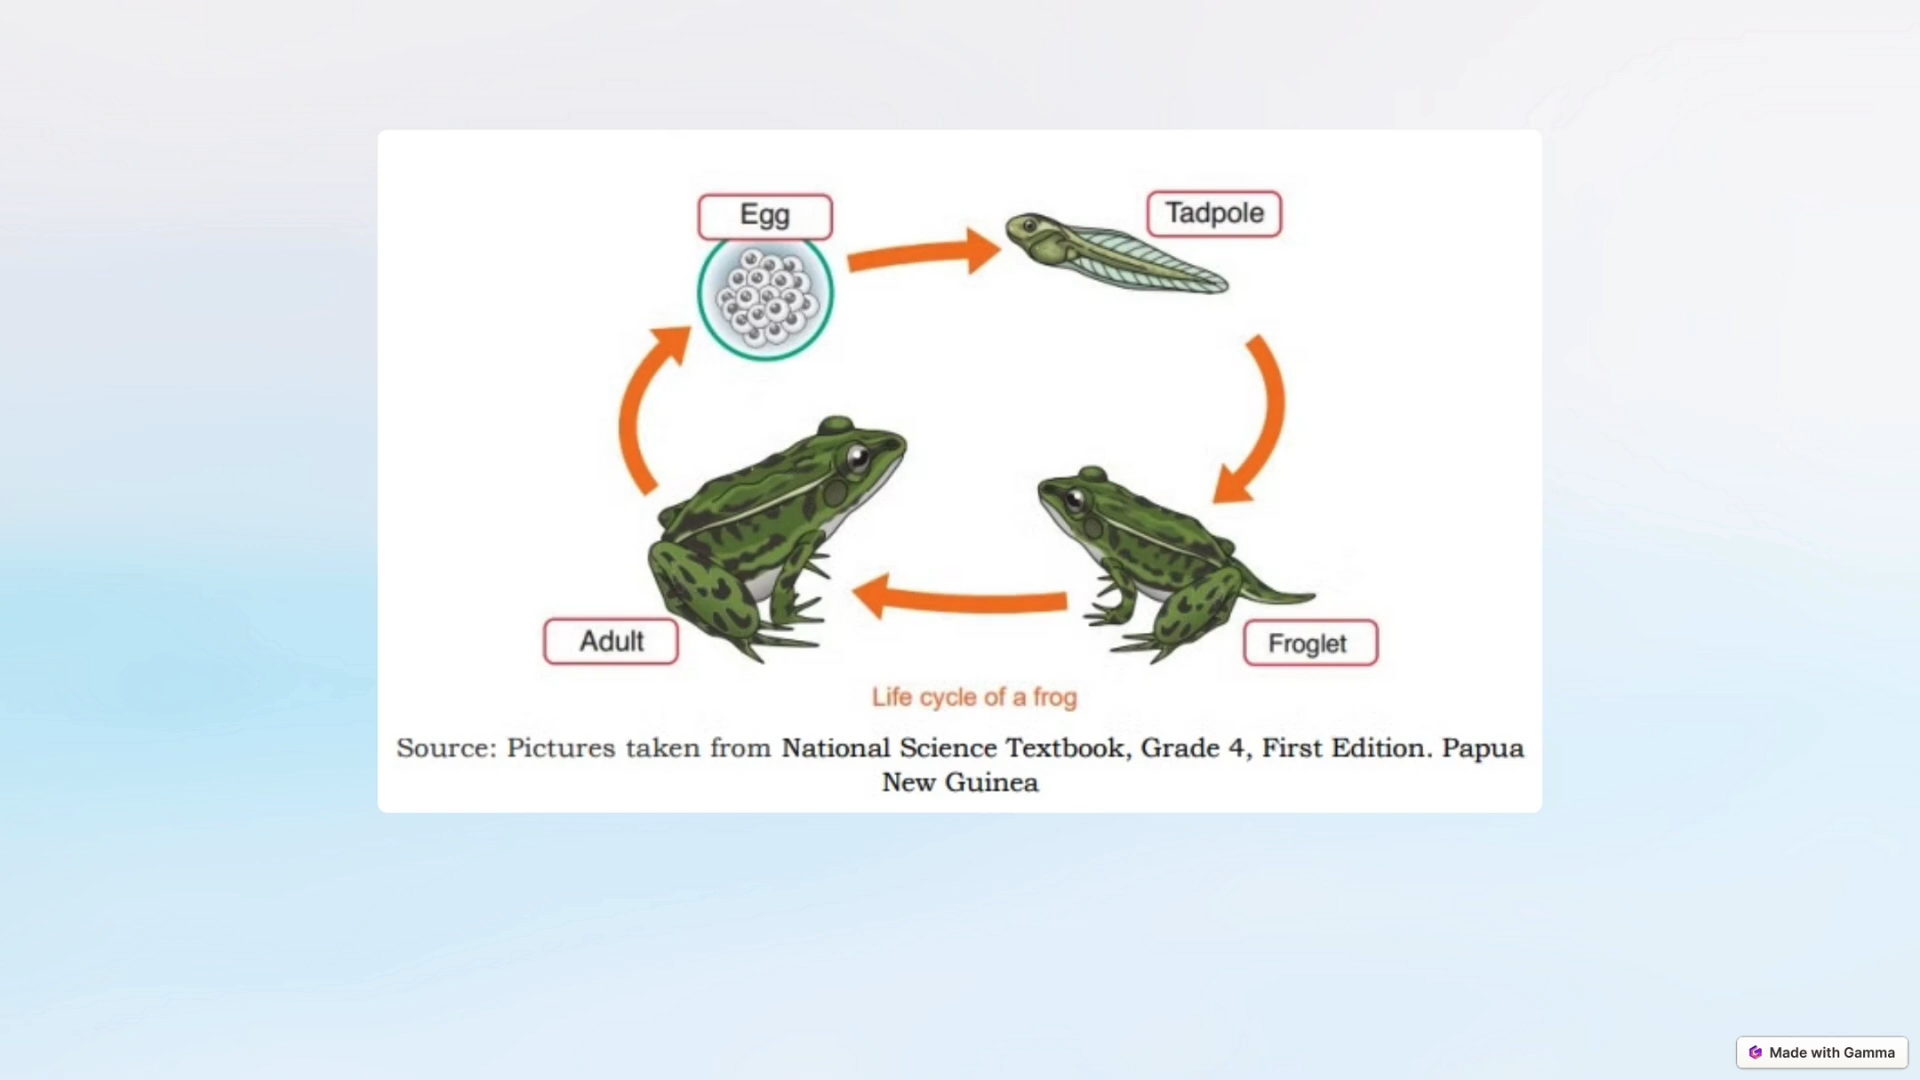 Egg
Tadpole
Adult
Froglet
Life cycle of a frog
Source: Pictures taken from National Science Textbook, Grade 4, First Edition. Papua
New Guinea
Made with Gamma